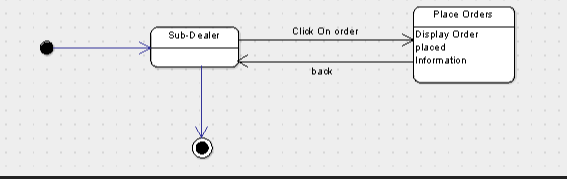 Place Orders
Sub-Dealer
Click On order
Display Order
placed
Information
back